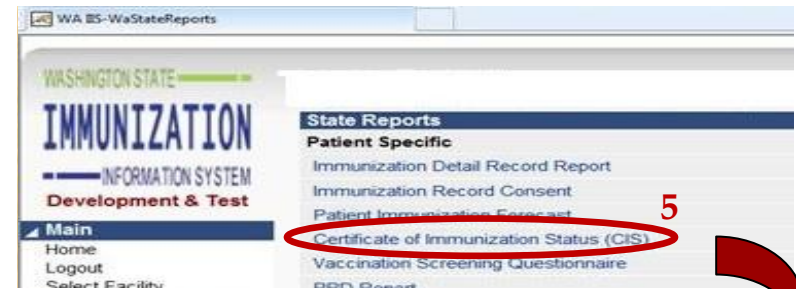 WA IIS-WaStateReports
WASHINGTON STATE
IMMUNIZATION
INFORMATION SYSTEM
Development & Test
Main
Home
Logout
Select Facility
State Reports
Patient Specific
Immunization Detail Record Report
Immunization Record Consent
Patient Immunization Forecast
5
Certificate of Immunization Status (CIS)
Vaccination Screening Questionnaire
PPD Report